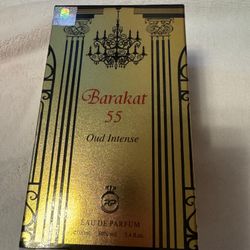 Barakat
55
Oud Intense
EAU DE PARFUM